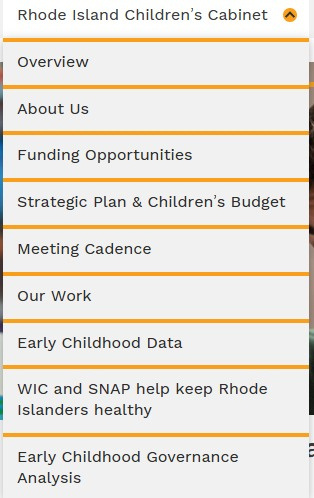 Rhode Island Children’s Cabinet
Overview
About Us
Funding Opportunities
Strategic Plan & Children’s Budget
Meeting Cadence
Our Work
Early Childhood Data
WIC and SNAP help keep Rhode
Islanders healthy
Early Childhood Governance
Analysis